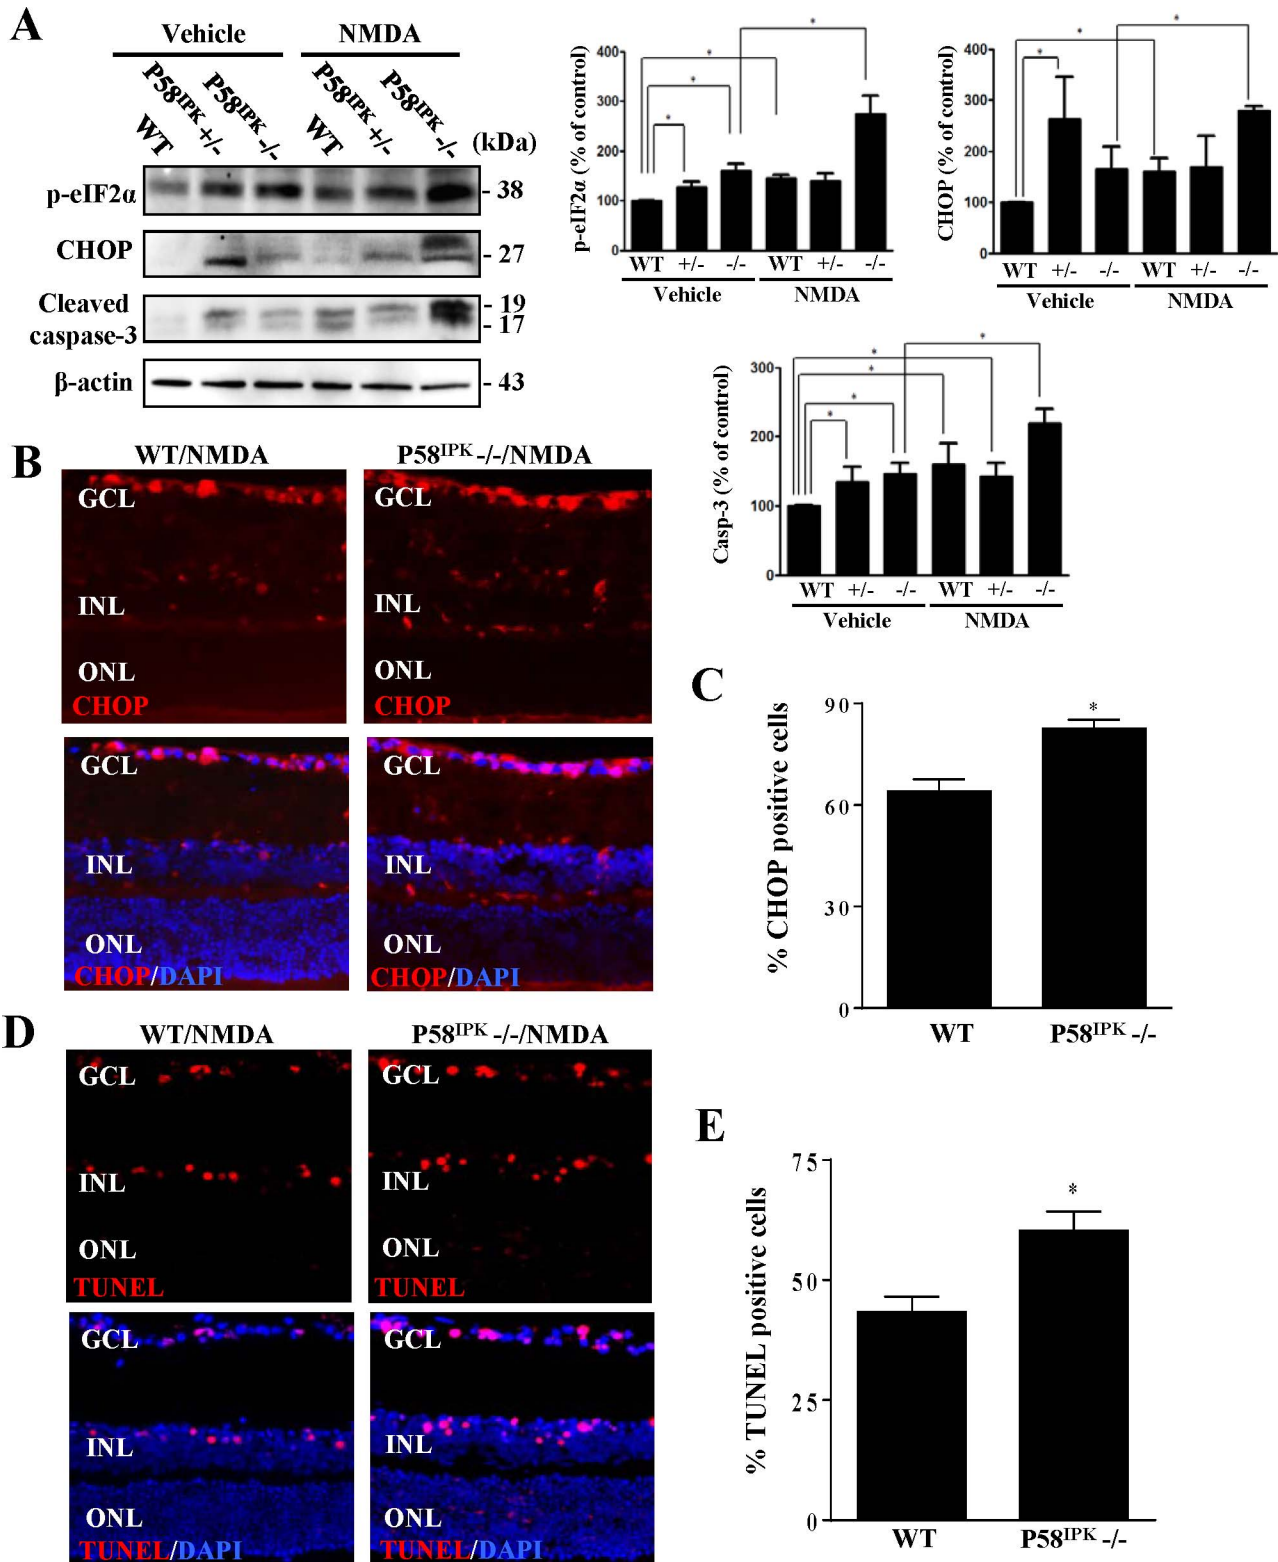 A
Vehicle NMDA
WT P58IPK +/- P58IPK -/- WT P58IPK +/- P58IPK -/- (kDa)
p-eIF2α - 38
CHOP - 27
Cleaved caspase-3 - 19 - 17
β-actin - 43
p-eIF2α (% of control)
400
300
200
100
0
* * * *
WT +/- -/- WT +/- -/-
Vehicle NMDA
CHOP (% of control)
400
300
200
100
0
* * *
WT +/- -/- WT +/- -/-
Vehicle NMDA
Casp-3 (% of control)
300
200
100
0
* * * * *
WT +/- -/- WT +/- -/-
Vehicle NMDA
B
WT/NMDA P58IPK -/-/NMDA
GCL GCL
INL INL
ONL ONL
CHOP CHOP
GCL GCL
INL INL
ONL ONL
CHOP/DAPI CHOP/DAPI
C
% CHOP positive cells
90
60
30
0
*
WT P58IPK -/-
D
WT/NMDA P58IPK -/-/NMDA
GCL GCL
INL INL
ONL ONL
TUNEL TUNEL
GCL GCL
INL INL
ONL ONL
TUNEL/DAPI TUNEL/DAPI
E
% TUNEL positive cells
75
50
25
0
*
WT P58IPK -/-